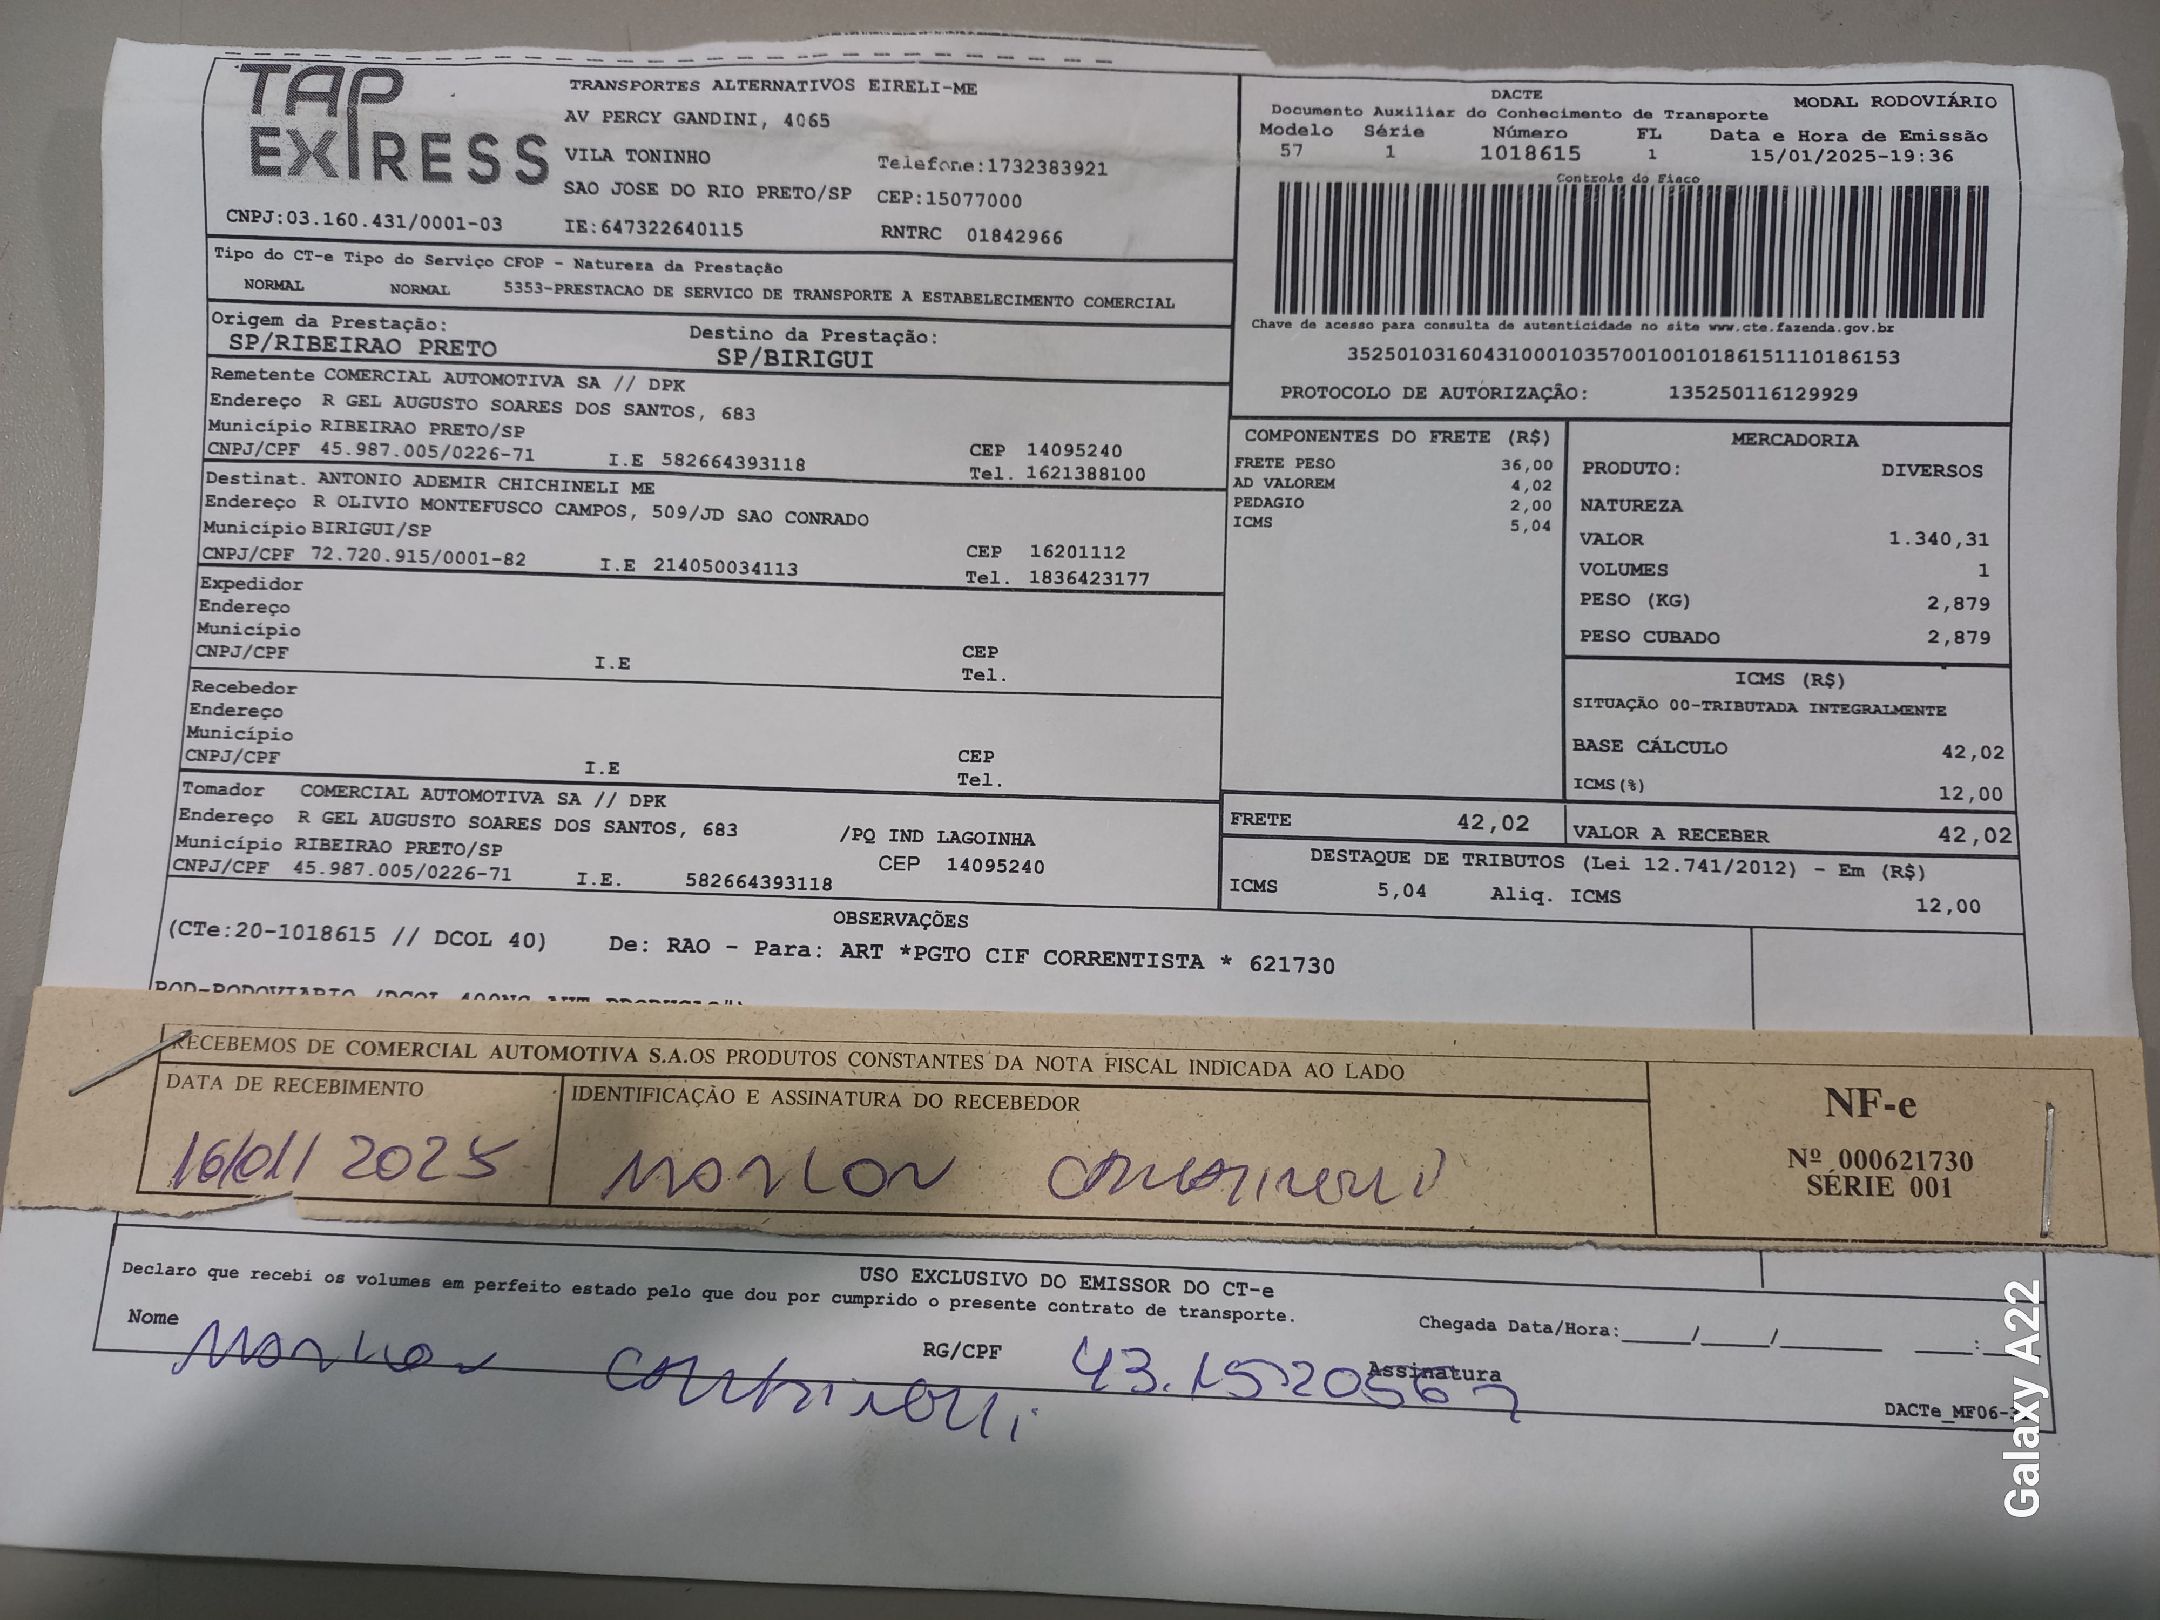 TAP EXPRESS
TRANSPORTES ALTERNATIVOS EIRELI-ME
AV PERCY GANDINI, 4065
VILA TONINHO Telefone:1732383921
SAO JOSE DO RIO PRETO/SP CEP:15077000
CNPJ:03.160.431/0001-03 IE:647322640115 RNTRC 01842966
DACTE MODAL RODOVIÁRIO
Documento Auxiliar do Conhecimento de Transporte
Modelo Série Número FL Data e Hora de Emissão
57 1 1018615 1 15/01/2025-19:36
Controle do Fisco
Chave de acesso para consulta de autenticidade no site www.cte.fazenda.gov.br
35250103160431000103570010010186151110186153
PROTOCOLO DE AUTORIZAÇÃO: 135250116129929
Tipo do CT-e Tipo do Serviço CFOP - Natureza da Prestação
NORMAL NORMAL 5353-PRESTACAO DE SERVICO DE TRANSPORTE A ESTABELECIMENTO COMERCIAL
Origem da Prestação: Destino da Prestação:
SP/RIBEIRAO PRETO SP/BIRIGUI
Remetente COMERCIAL AUTOMOTIVA SA // DPK
Endereço R GEL AUGUSTO SOARES DOS SANTOS, 683
Município RIBEIRAO PRETO/SP CEP 14095240
CNPJ/CPF 45.987.005/0226-71 I.E 582664393118 Tel. 1621388100
Destinat. ANTONIO ADEMIR CHICHINELI ME
Endereço R OLIVIO MONTEFUSCO CAMPOS, 509/JD SAO CONRADO
Município BIRIGUI/SP CEP 16201112
CNPJ/CPF 72.720.915/0001-82 I.E 214050034113 Tel. 1836423177
Expedidor
Endereço
Município CEP
CNPJ/CPF I.E Tel.
Recebedor
Endereço
Município CEP
CNPJ/CPF I.E Tel.
Tomador COMERCIAL AUTOMOTIVA SA // DPK
Endereço R GEL AUGUSTO SOARES DOS SANTOS, 683 /PQ IND LAGOINHA
Município RIBEIRAO PRETO/SP CEP 14095240
CNPJ/CPF 45.987.005/0226-71 I.E. 582664393118
COMPONENTES DO FRETE (R$)
FRETE PESO 36,00
AD VALOREM 4,02
PEDAGIO 2,00
ICMS 5,04
MERCADORIA
PRODUTO: DIVERSOS
NATUREZA
VALOR 1.340,31
VOLUMES 1
PESO (KG) 2,879
PESO CUBADO 2,879
ICMS (R$)
SITUAÇÃO 00-TRIBUTADA INTEGRALMENTE
BASE CÁLCULO 42,02
ICMS(%) 12,00
FRETE 42,02 VALOR A RECEBER 42,02
DESTAQUE DE TRIBUTOS (Lei 12.741/2012) - Em (R$)
ICMS 5,04 Aliq. ICMS 12,00
OBSERVAÇÕES
(CTe:20-1018615 // DCOL 40) De: RAO - Para: ART *PGTO CIF CORRENTISTA * 621730
RECEBEMOS DE COMERCIAL AUTOMOTIVA S.A.OS PRODUTOS CONSTANTES DA NOTA FISCAL INDICADA AO LADO
DATA DE RECEBIMENTO IDENTIFICAÇÃO E ASSINATURA DO RECEBEDOR
16/01/2025
NF-e
Nº 000621730
SÉRIE 001
USO EXCLUSIVO DO EMISSOR DO CT-e
Declaro que recebi os volumes em perfeito estado pelo que dou por cumprido o presente contrato de transporte.
Nome RG/CPF Assinatura Chegada Data/Hora:____/____/____ ____:
DACTe_MF06-
Galaxy A22